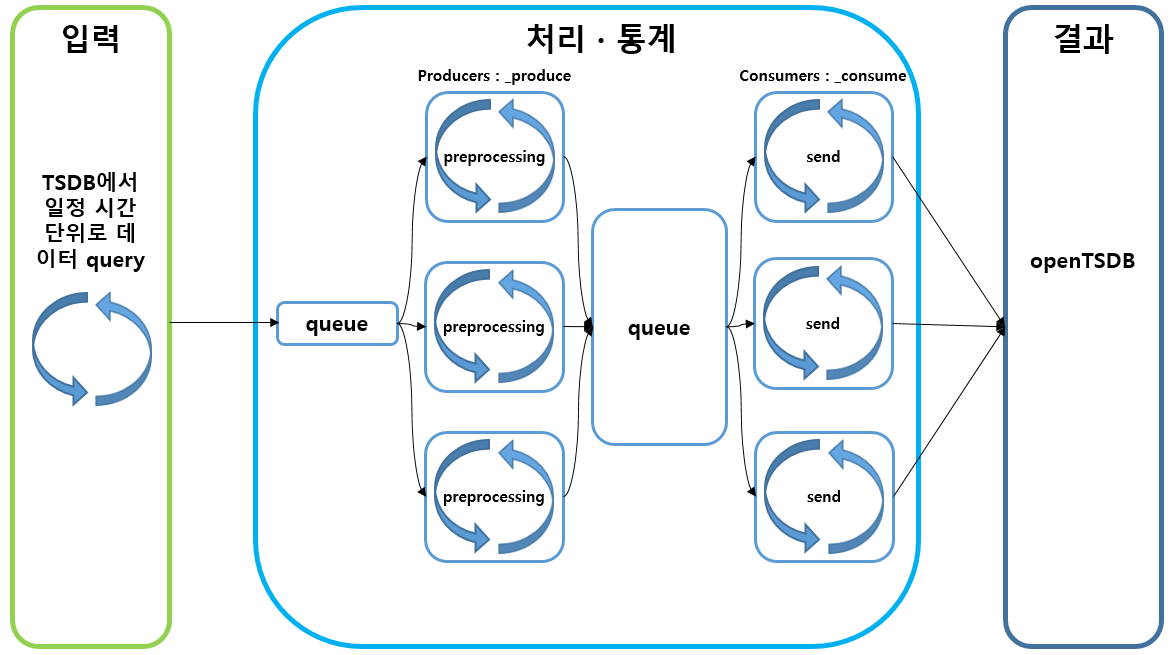 입력
TSDB에서
일정 시간
단위로 데
이터 query
처리 · 통계
queue
Producers : _produce
preprocessing
preprocessing
preprocessing
queue
Consumers : _consume
send
send
send
결과
openTSDB